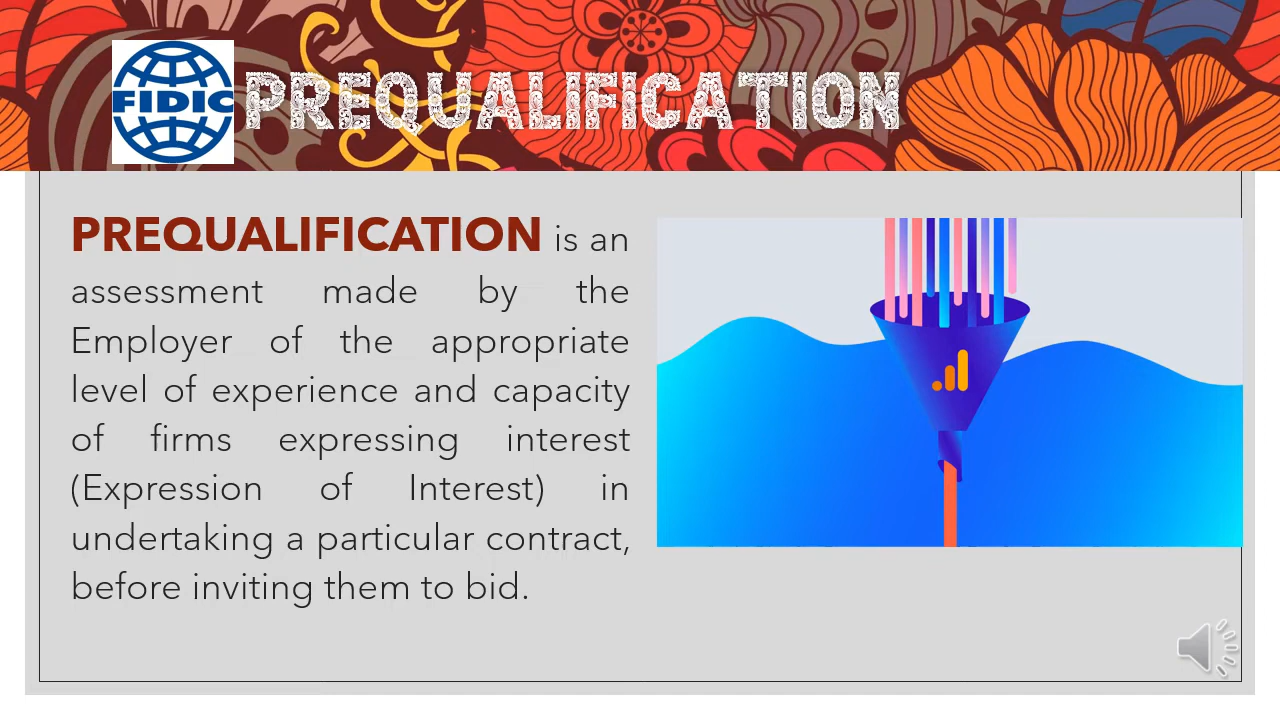 FIDIC
PREQUALIFICATION
PREQUALIFICATION is an
assessment made by the
Employer of the appropriate
level of experience and capacity
of firms expressing interest
(Expression of Interest) in
undertaking a particular contract,
before inviting them to bid.